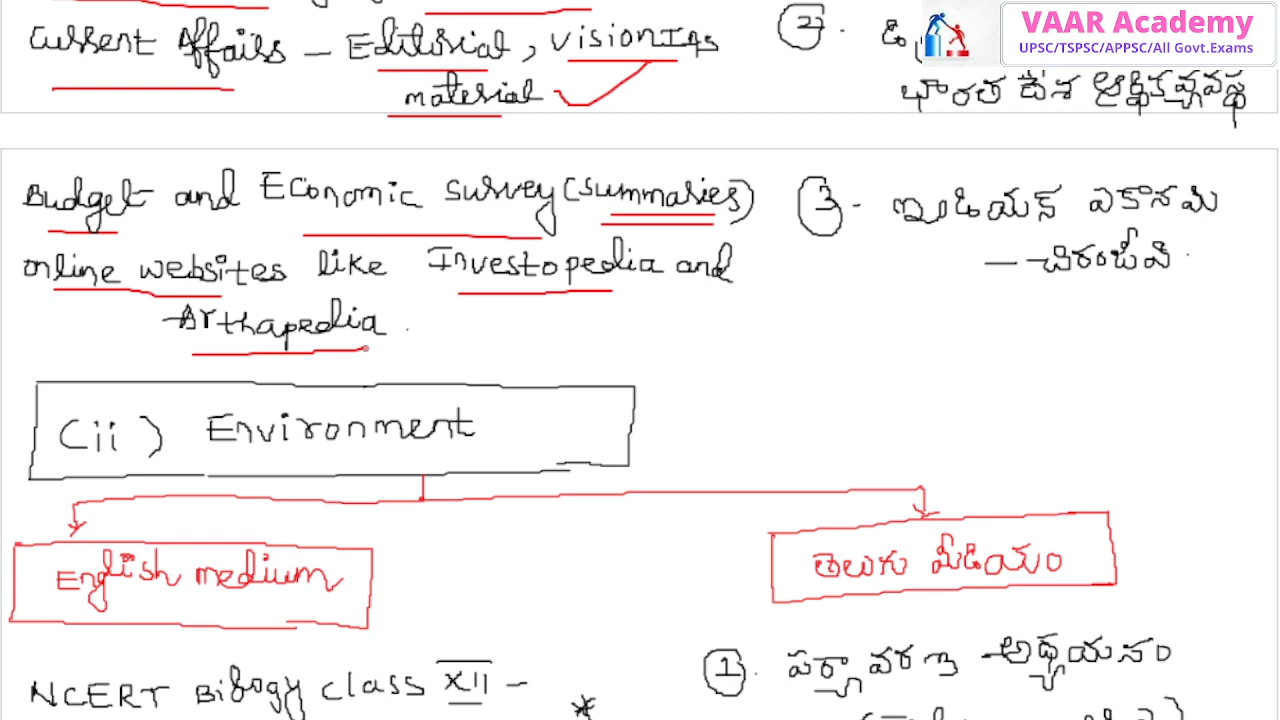 VAAR Academy
UPSC/TSPSC/APPSC/All Govt.Exams
Current Affairs – Editorial, visionIAS
material
2.
భారత దేశ ఆర్థికవ్యవస్థ
Budget and Economic survey (summaries)
online websites like Investopedia and
Arthapedia.
3. ఇండియన్ ఎకానమి
– చిరంజీవి.
(ii) Environment
English medium
తెలుగు మీడియం
NCERT Biology class XII –
1. పర్యావరణ అధ్యయనం